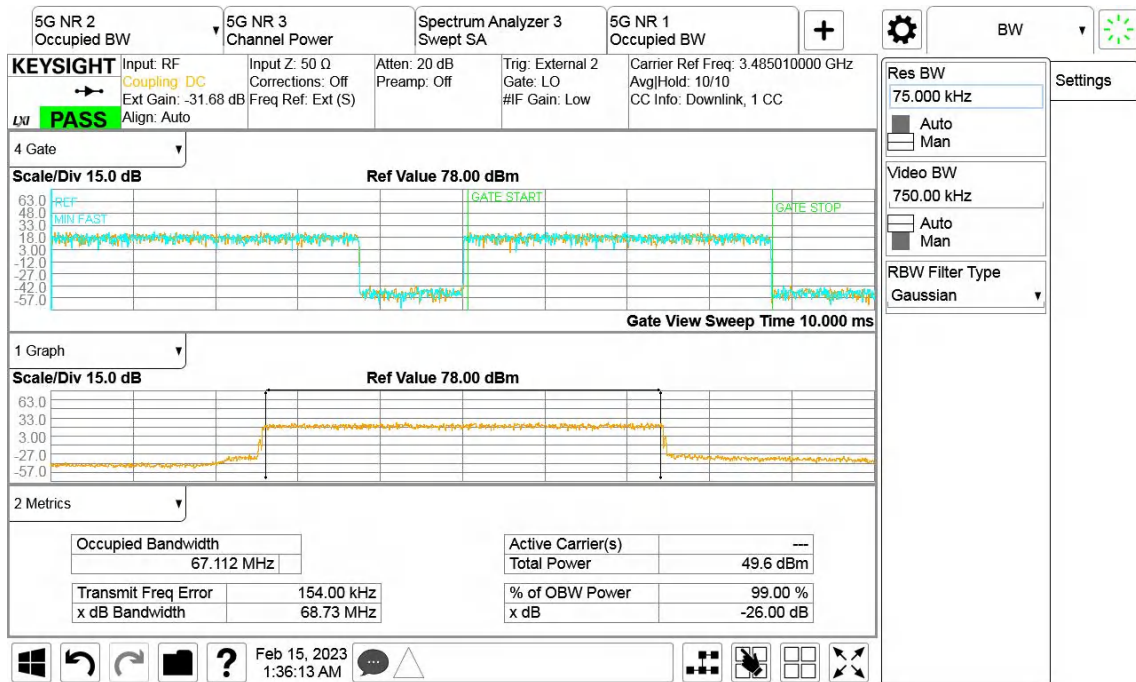 5G NR 2
Occupied BW
5G NR 3
Channel Power
Spectrum Analyzer 3
Swept SA
5G NR 1
Occupied BW
BW
KEYSIGHT
LXI
PASS
Input: RF
Coupling: DC
Ext Gain: -31.68 dB
Align: Auto
Input Z: 50 Ω
Corrections: Off
Freq Ref: Ext (S)
Atten: 20 dB
Preamp: Off
Trig: External 2
Gate: LO
#IF Gain: Low
Carrier Ref Freq: 3.485010000 GHz
Avg|Hold: 10/10
CC Info: Downlink, 1 CC
Res BW
75.000 kHz
Auto
Man
Video BW
750.00 kHz
Auto
Man
RBW Filter Type
Gaussian
Settings
4 Gate
Scale/Div 15.0 dB
Ref Value 78.00 dBm
63.0
48.0
33.0
18.0
3.00
-12.0
-27.0
-42.0
-57.0
REF
MIN FAST
GATE START
GATE STOP
Gate View Sweep Time 10.000 ms
1 Graph
Scale/Div 15.0 dB
Ref Value 78.00 dBm
63.0
33.0
3.00
-27.0
-57.0
2 Metrics
Occupied Bandwidth
67.112 MHz
Transmit Freq Error 154.00 kHz
x dB Bandwidth 68.73 MHz
Active Carrier(s) ---
Total Power 49.6 dBm
% of OBW Power 99.00 %
x dB -26.00 dB
Feb 15, 2023
1:36:13 AM